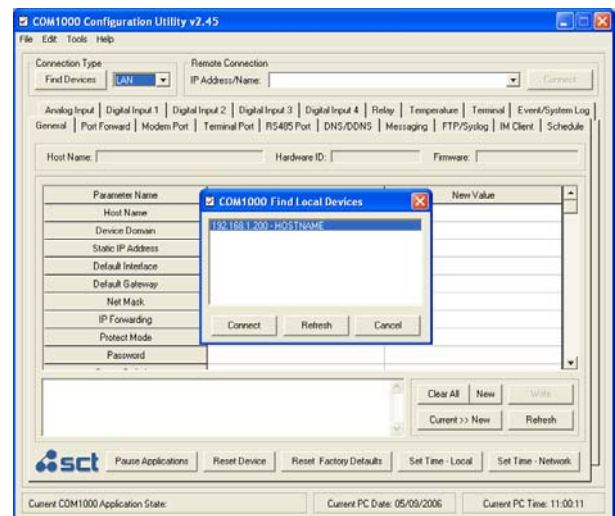 COM1000 Configuration Utility v2.45
File Edit Tools Help
Connection Type
Find Devices LAN
Remote Connection
IP Address/Name: Connect
Analog Input Digital Input 1 Digital Input 2 Digital Input 3 Digital Input 4 Relay Temperature Terminal Event/System Log
General Port Forward Modem Port Terminal Port RS485 Port DNS/DDNS Messaging FTP/Syslog IM Client Schedule
Host Name: Hardware ID: Firmware:
Parameter Name New Value
Host Name
Device Domain
Static IP Address
Default Interface
Default Gateway
Net Mask
IP Forwarding
Protect Mode
Password
COM1000 Find Local Devices
192.168.1.200 - HOSTNAME
Connect Refresh Cancel
Clear All New Write
Current >> New Refresh
sct Pause Applications Reset Device Reset Factory Defaults Set Time - Local Set Time - Network
Current COM1000 Application State: Current PC Date: 05/09/2006 Current PC Time: 11:00:11